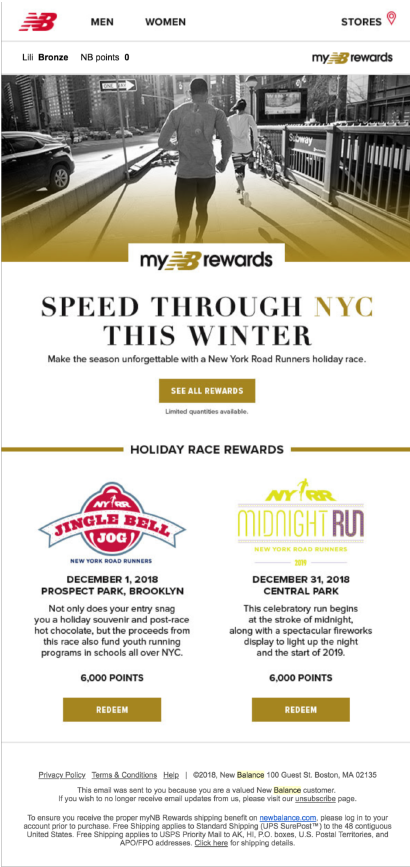 NB MEN WOMEN STORES
Lili Bronze NB points 0 myNB rewards
ONE WAY
Subway
myNB rewards
SPEED THROUGH NYC
THIS WINTER
Make the season unforgettable with a New York Road Runners holiday race.
SEE ALL REWARDS
Limited quantities available.
HOLIDAY RACE REWARDS
NYRR
JINGLE BELL
JOG
NEW YORK ROAD RUNNERS
DECEMBER 1, 2018
PROSPECT PARK, BROOKLYN
Not only does your entry snag
you a holiday souvenir and post-race
hot chocolate, but the proceeds from
this race also fund youth running
programs in schools all over NYC.
6,000 POINTS
REDEEM
NYRR
MIDNIGHT RUN
NEW YORK ROAD RUNNERS
2019
DECEMBER 31, 2018
CENTRAL PARK
This celebratory run begins
at the stroke of midnight,
along with a spectacular fireworks
display to light up the night
and the start of 2019.
6,000 POINTS
REDEEM
Privacy Policy Terms & Conditions Help | ©2018, New Balance 100 Guest St. Boston, MA 02135
This email was sent to you because you are a valued New Balance customer.
If you wish to no longer receive email updates from us, please visit our unsubscribe page.
To ensure you receive the proper myNB Rewards shipping benefit on newbalance.com, please log in to your
account prior to purchase. Free Shipping applies to Standard Shipping (UPS SurePost™) to the 48 contiguous
United States. Free Shipping applies to USPS Priority Mail to AK, HI, P.O. boxes, U.S. Postal Territories, and
APO/FPO addresses. Click here for shipping details.